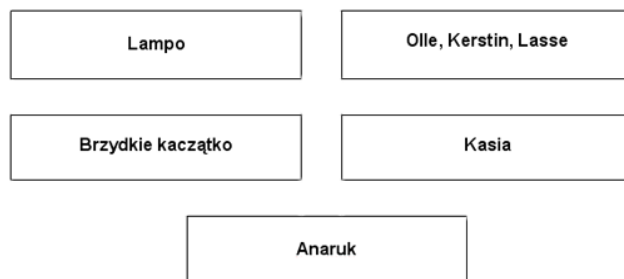 Lampo
Olle, Kerstin, Lasse
Brzydkie kaczątko
Kasia
Anaruk